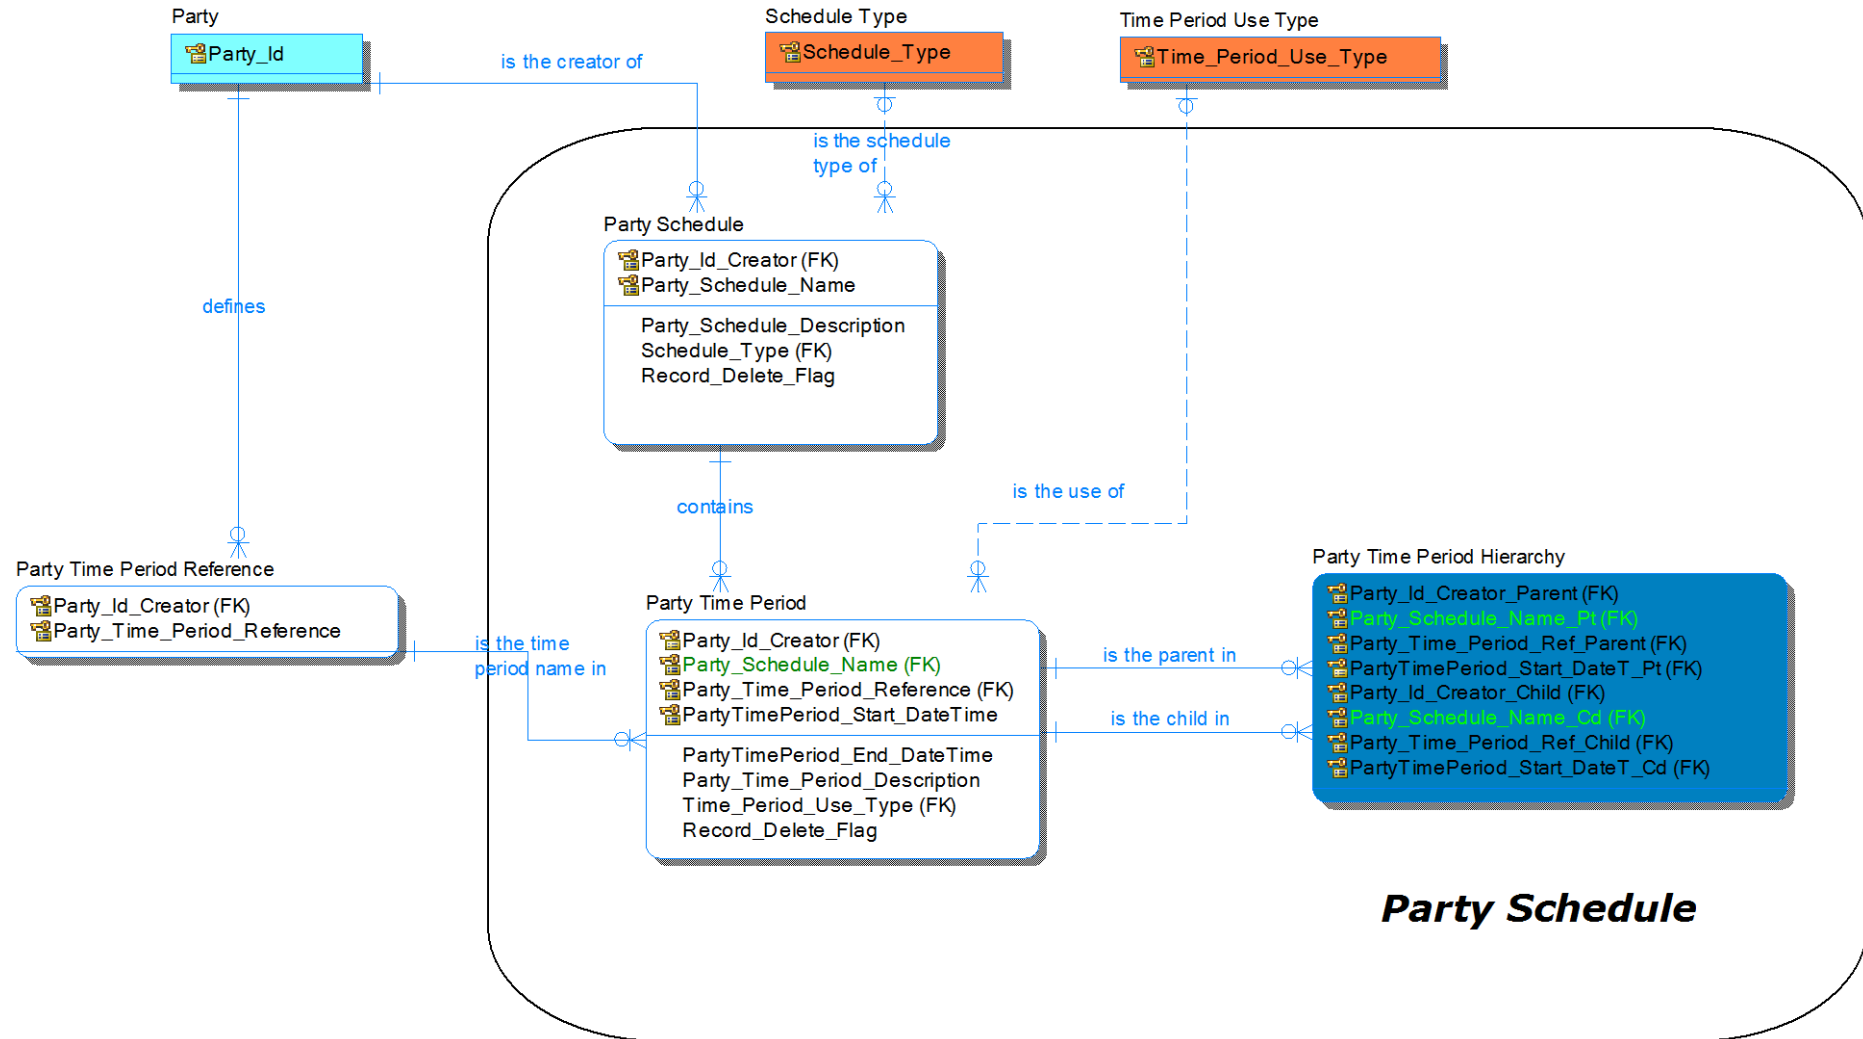 Party
Party_Id
is the creator of
Schedule Type
Schedule_Type
Time Period Use Type
Time_Period_Use_Type
is the schedule
type of
Party Schedule
Party_Id_Creator (FK)
Party_Schedule_Name
Party_Schedule_Description
Schedule_Type (FK)
Record_Delete_Flag
defines
contains
is the use of
Party Time Period Reference
Party_Id_Creator (FK)
Party_Time_Period_Reference
is the time
period name in
Party Time Period
Party_Id_Creator (FK)
Party_Schedule_Name (FK)
Party_Time_Period_Reference (FK)
PartyTimePeriod_Start_DateTime
PartyTimePeriod_End_DateTime
Party_Time_Period_Description
Time_Period_Use_Type (FK)
Record_Delete_Flag
is the parent in
is the child in
Party Time Period Hierarchy
Party_Id_Creator_Parent (FK)
Party_Schedule_Name_Pt (FK)
Party_Time_Period_Ref_Parent (FK)
PartyTimePeriod_Start_DateT_Pt (FK)
Party_Id_Creator_Child (FK)
Party_Schedule_Name_Cd (FK)
Party_Time_Period_Ref_Child (FK)
PartyTimePeriod_Start_DateT_Cd (FK)
Party Schedule